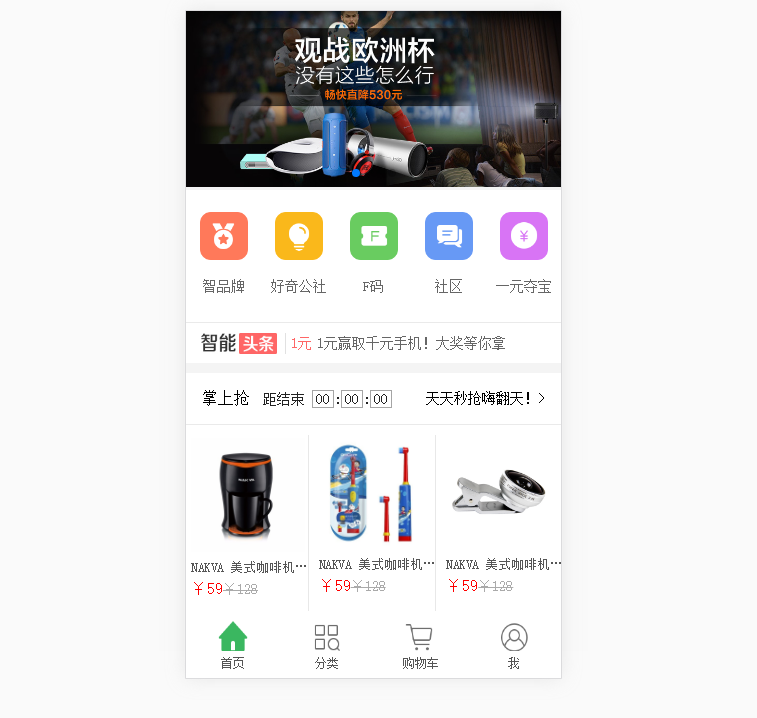 观战欧洲杯
没有这些怎么行
畅快直降530元
智品牌 好奇公社 F码 社区 一元夺宝
智能 头条 1元 1元赢取千元手机！大奖等你拿
掌上抢 距结束 00:00:00 天天秒抢嗨翻天！>
NAKVA 美式咖啡机… NAKVA 美式咖啡机… NAKVA 美式咖啡机…
￥59￥128 ￥59￥128 ￥59￥128
首页 分类 购物车 我